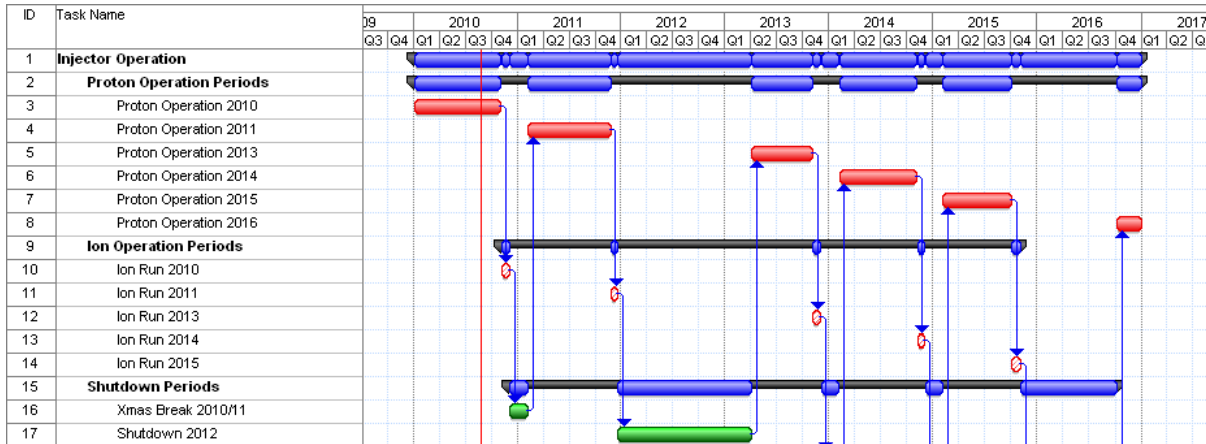 ID Task Name 09 2010 2011 2012 2013 2014 2015 2016 2017
Q3 Q4 Q1 Q2 Q3 Q4 Q1 Q2 Q3 Q4 Q1 Q2 Q3 Q4 Q1 Q2 Q3 Q4 Q1 Q2 Q3 Q4 Q1 Q2 Q3 Q4 Q1 Q2 Q3 Q4 Q1 Q2 Q
1 Injector Operation
2 Proton Operation Periods
3 Proton Operation 2010
4 Proton Operation 2011
5 Proton Operation 2013
6 Proton Operation 2014
7 Proton Operation 2015
8 Proton Operation 2016
9 Ion Operation Periods
10 Ion Run 2010
11 Ion Run 2011
12 Ion Run 2013
13 Ion Run 2014
14 Ion Run 2015
15 Shutdown Periods
16 Xmas Break 2010/11
17 Shutdown 2012